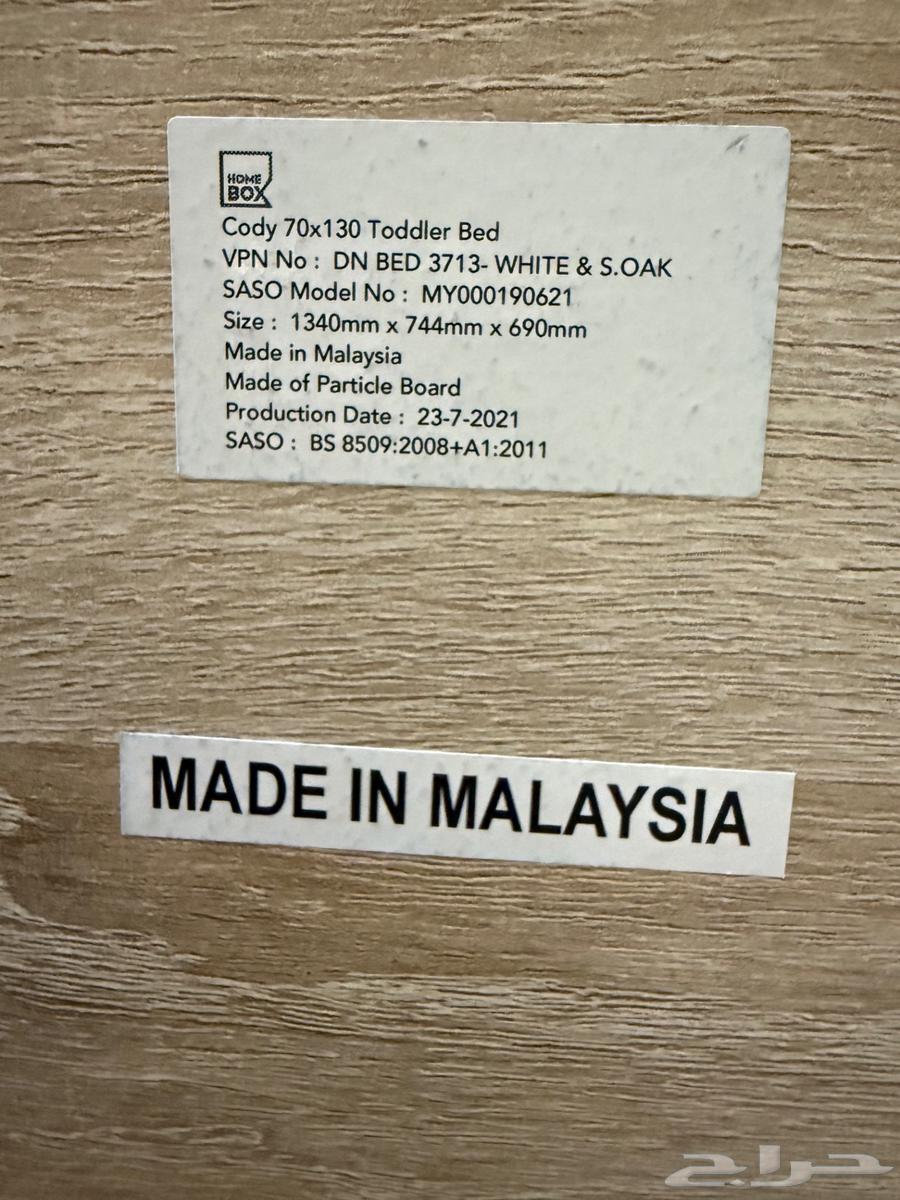 HOME
BOX
Cody 70x130 Toddler Bed
VPN No : DN BED 3713- WHITE & S.OAK
SASO Model No : MY000190621
Size : 1340mm x 744mm x 690mm
Made in Malaysia
Made of Particle Board
Production Date : 23-7-2021
SASO : BS 8509:2008+A1:2011
MADE IN MALAYSIA
حراج